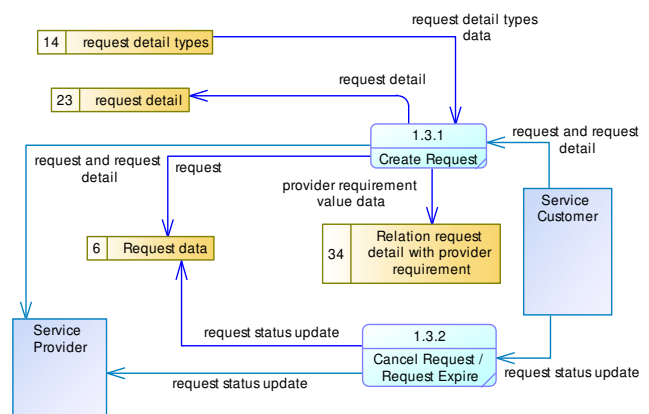 request detail types
data
14 request detail types
request detail
23 request detail
1.3.1
Create Request
request and request
detail
request and request
detail
request
provider requirement
value data
Service
Customer
6 Request data
34 Relation request
detail with provider
requirement
Service
Provider
request status update
1.3.2
Cancel Request /
Request Expire
request status update
request status update